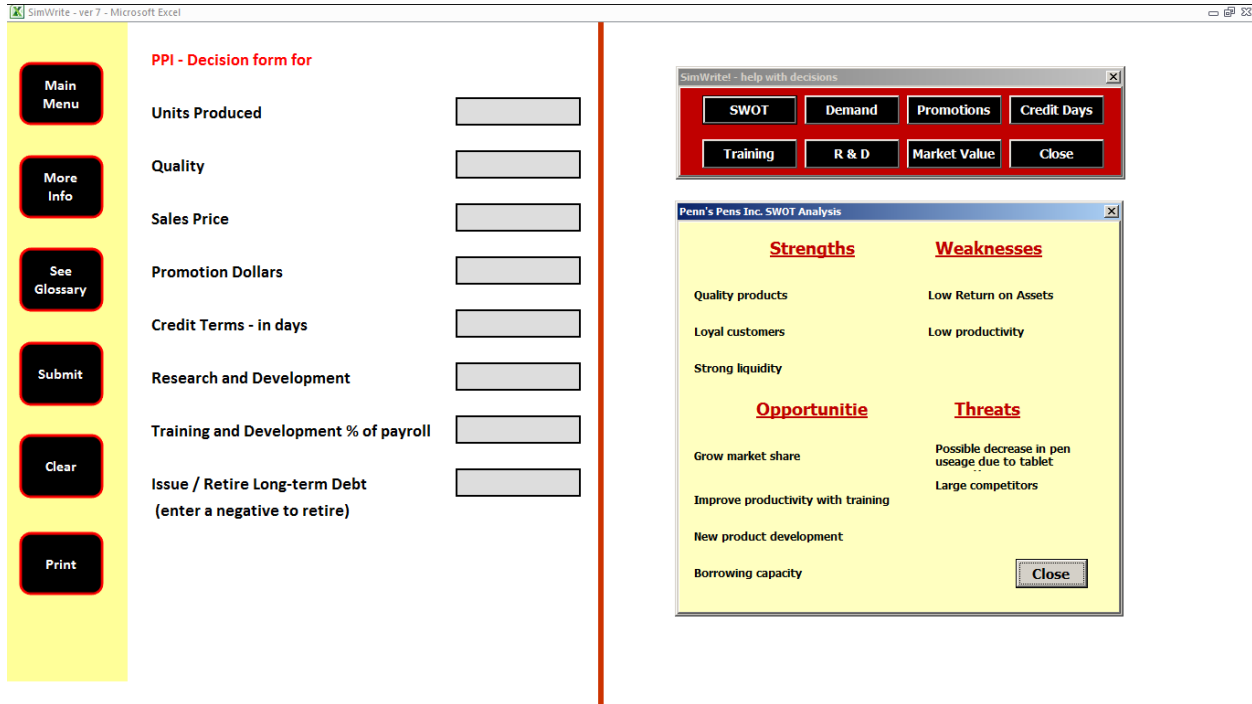 SimWrite - ver 7 - Microsoft Excel
Main
Menu
More
Info
See
Glossary
Submit
Clear
Print
PPI - Decision form for
Units Produced
Quality
Sales Price
Promotion Dollars
Credit Terms - in days
Research and Development
Training and Development % of payroll
Issue / Retire Long-term Debt
(enter a negative to retire)
SimWrite! - help with decisions
SWOT Demand Promotions Credit Days
Training R & D Market Value Close
Penn's Pens Inc. SWOT Analysis
Strengths Weaknesses
Quality products Low Return on Assets
Loyal customers Low productivity
Strong liquidity
Opportunitie Threats
Grow market share
Possible decrease in pen
useage due to tablet
Large competitors
Improve productivity with training
New product development
Borrowing capacity
Close